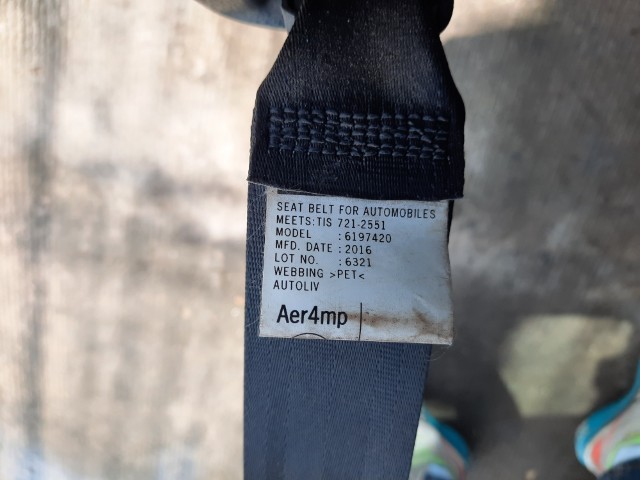 SEAT BELT FOR AUTOMOBILES
MEETS:TIS 721-2551
MODEL :6197420
MFD. DATE :2016
LOT NO. :6321
WEBBING >PET<
AUTOLIV
Aer4mp